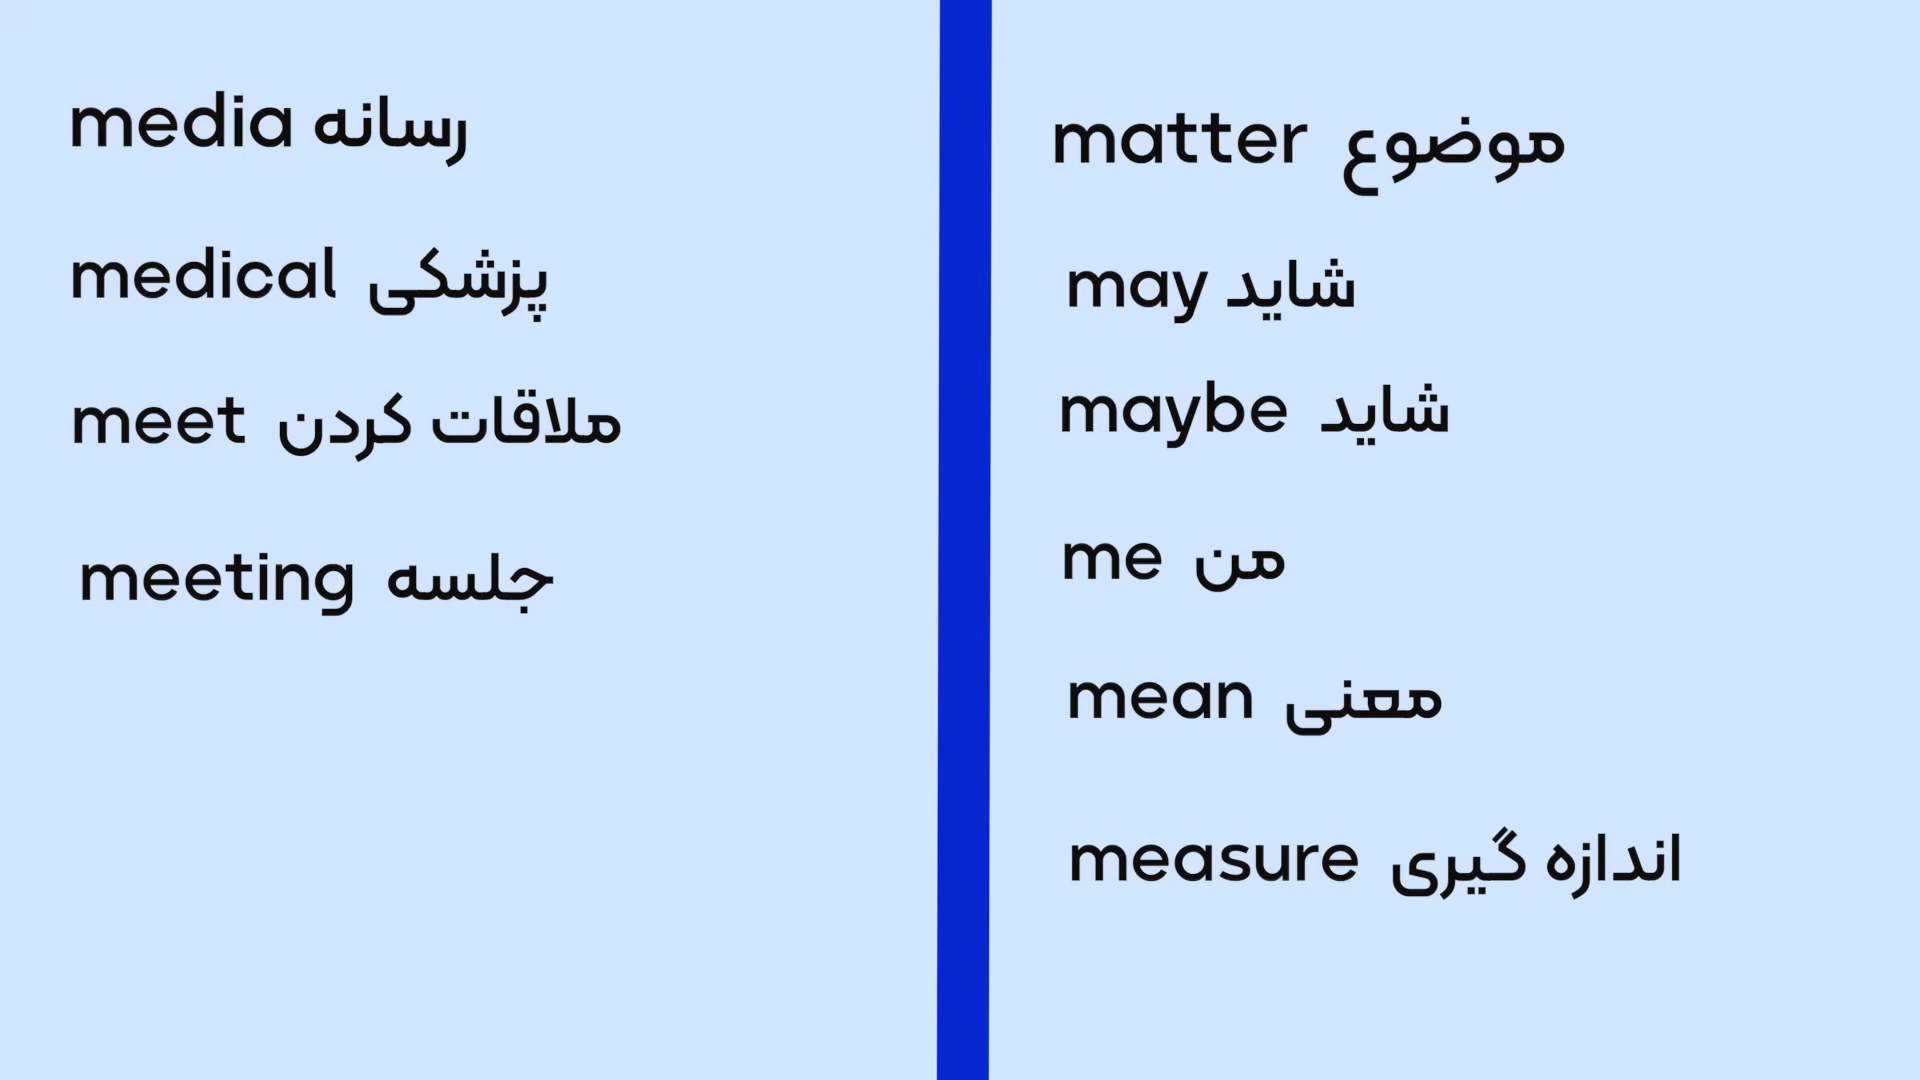 media رسانه
medical پزشکی
meet ملاقات کردن
meeting جلسه
matter موضوع
may شاید
maybe شاید
me من
mean معنی
measure اندازه گیری